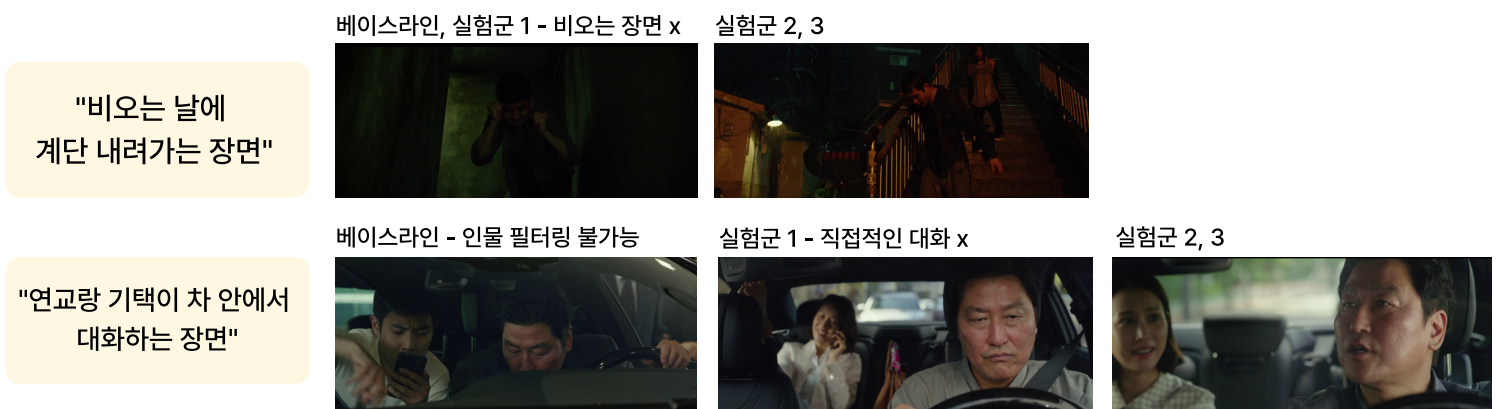 베이스라인, 실험군 1 - 비오는 장면 x
실험군 2, 3
"비오는 날에
계단 내려가는 장면"
베이스라인 - 인물 필터링 불가능
실험군 1 - 직접적인 대화 x
실험군 2, 3
"연교랑 기택이 차 안에서
대화하는 장면"